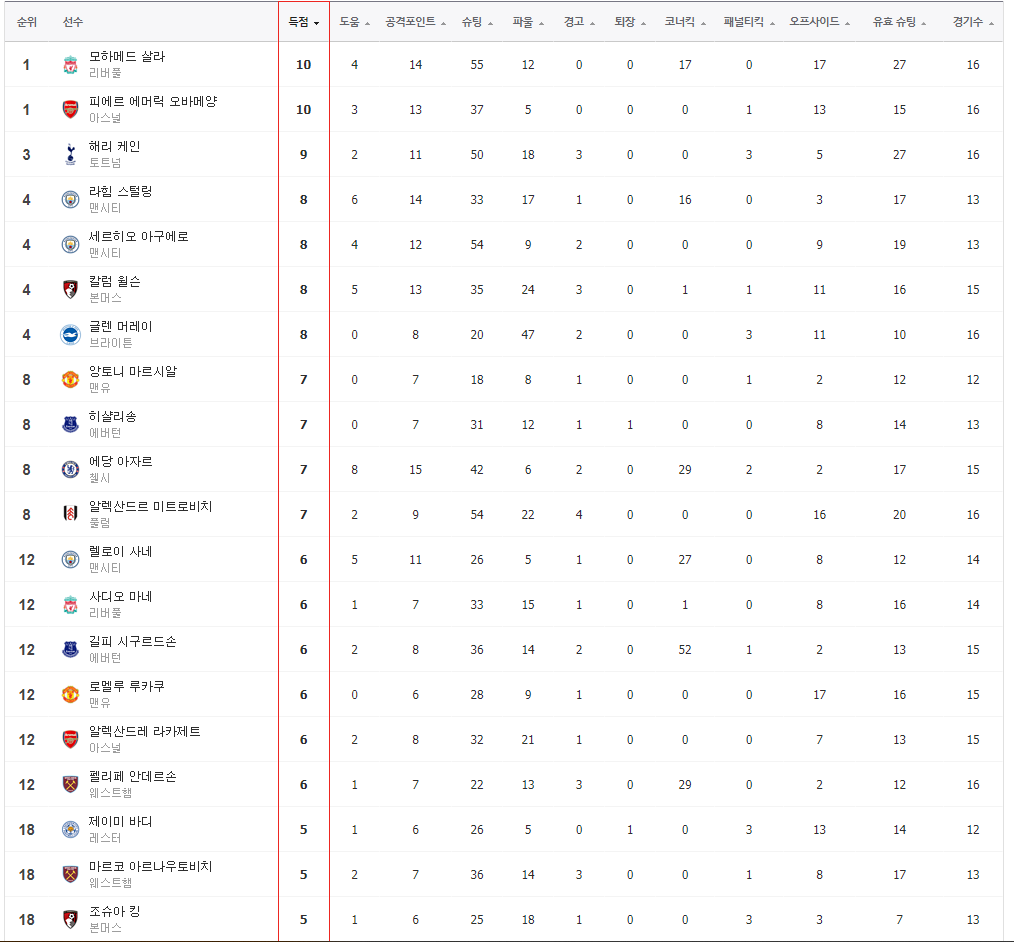 순위 선수 득점 도움 공격포인트 슈팅 파울 경고 퇴장 코너킥 패널티킥 오프사이드 유효 슈팅 경기수
1 모하메드 살라 10 4 14 55 12 0 0 17 0 17 27 16
리버풀
1 피에르 에머릭 오바메양 10 3 13 37 5 0 0 0 1 13 15 16
아스널
3 해리 케인 9 2 11 50 18 3 0 0 3 5 27 16
토트넘
4 라힘 스털링 8 6 14 33 17 1 0 16 0 3 17 13
맨시티
4 세르히오 아구에로 8 4 12 54 9 2 0 0 0 9 19 13
맨시티
4 칼럼 윌슨 8 5 13 35 24 3 0 1 1 11 16 15
본머스
4 글렌 머레이 8 0 8 20 47 2 0 0 3 11 10 16
브라이튼
8 앙토니 마르시알 7 0 7 18 8 1 0 0 1 2 12 12
맨유
8 히샬리송 7 0 7 31 12 1 1 0 0 8 14 13
에버턴
8 에당 아자르 7 8 15 42 6 2 0 29 2 2 17 15
첼시
8 알렉산드르 미트로비치 7 2 9 54 22 4 0 0 0 16 20 16
풀럼
12 렐로이 사네 6 5 11 26 5 1 0 27 0 8 12 14
맨시티
12 사디오 마네 6 1 7 33 15 1 0 1 0 8 16 14
리버풀
12 길피 시구르드손 6 2 8 36 14 2 0 52 1 2 13 15
에버턴
12 로멜루 루카쿠 6 0 6 28 9 1 0 0 0 17 16 15
맨유
12 알렉산드레 라카제트 6 2 8 32 21 1 0 0 0 7 13 15
아스널
12 펠리페 안데르손 6 1 7 22 13 3 0 29 0 2 12 16
웨스트햄
18 제이미 바디 5 1 6 26 5 0 1 0 3 13 14 12
레스터
18 마르코 아르나우토비치 5 2 7 36 14 3 0 0 1 8 17 13
웨스트햄
18 조슈아 킹 5 1 6 25 18 1 0 0 3 3 7 13
본머스